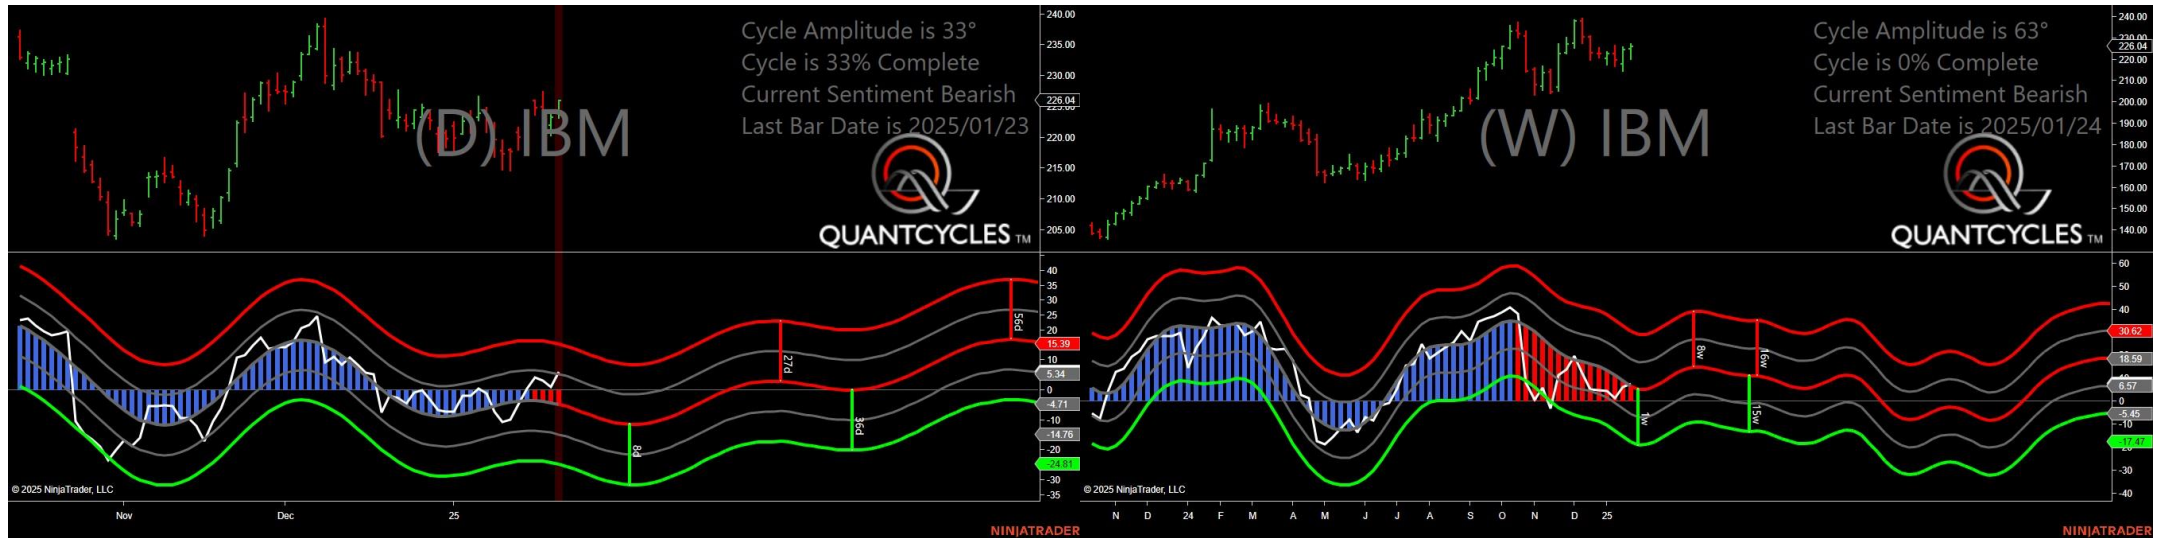 Cycle Amplitude is 33°
Cycle is 33% Complete
Current Sentiment Bearish
Last Bar Date is 2025/01/23
(D) IBM
QUANTCYCLES TM
240.00
235.00
230.00
226.04
225.00
220.00
215.00
210.00
205.00
40
35
30
25
20
15.39
10
5.34
0
-4.71
-10
-14.76
-20
-24.81
-30
-35
8d
27d
36d
56d
© 2025 NinjaTrader, LLC
Nov
Dec
25
NINJATRADER
Cycle Amplitude is 63°
Cycle is 0% Complete
Current Sentiment Bearish
Last Bar Date is 2025/01/24
(W) IBM
QUANTCYCLES TM
240.00
230.00
226.04
220.00
210.00
200.00
190.00
180.00
170.00
160.00
150.00
140.00
60
50
40
30.62
18.59
6.57
0
-5.45
-10
-17.47
-30
-40
1w
8w
15w
16w
© 2025 NinjaTrader, LLC
N D 24 F M A M J J A S O N D 25
NINJATRADER